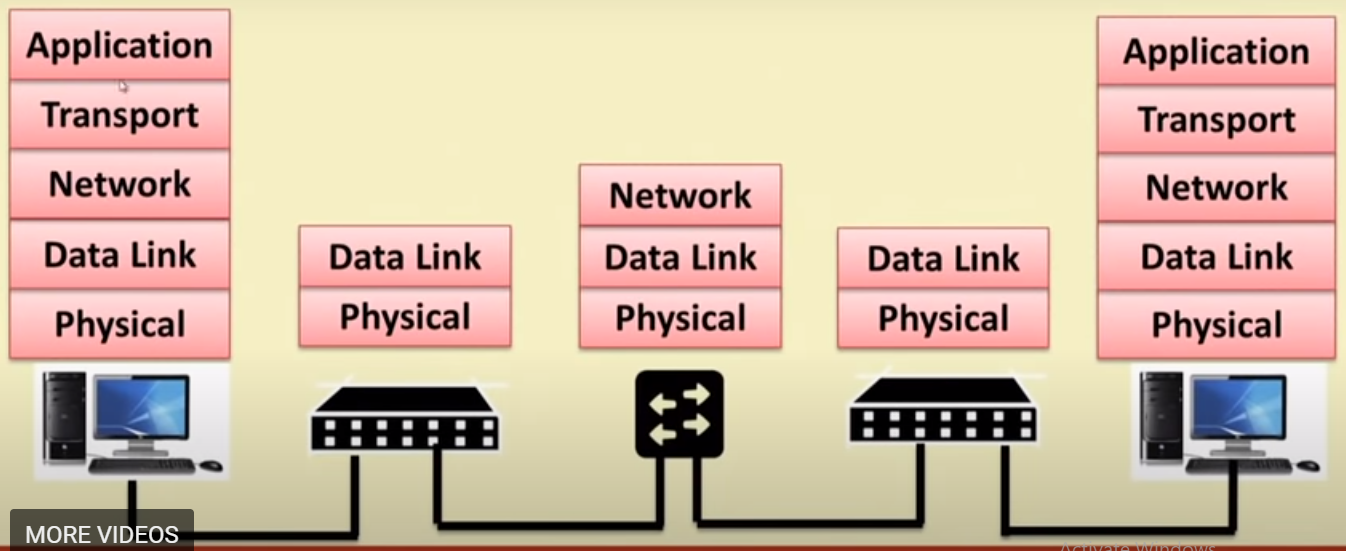 Application
Transport
Network
Data Link
Physical
Data Link
Physical
Network
Data Link
Physical
Data Link
Physical
Application
Transport
Network
Data Link
Physical
MORE VIDEOS
Activate Windows